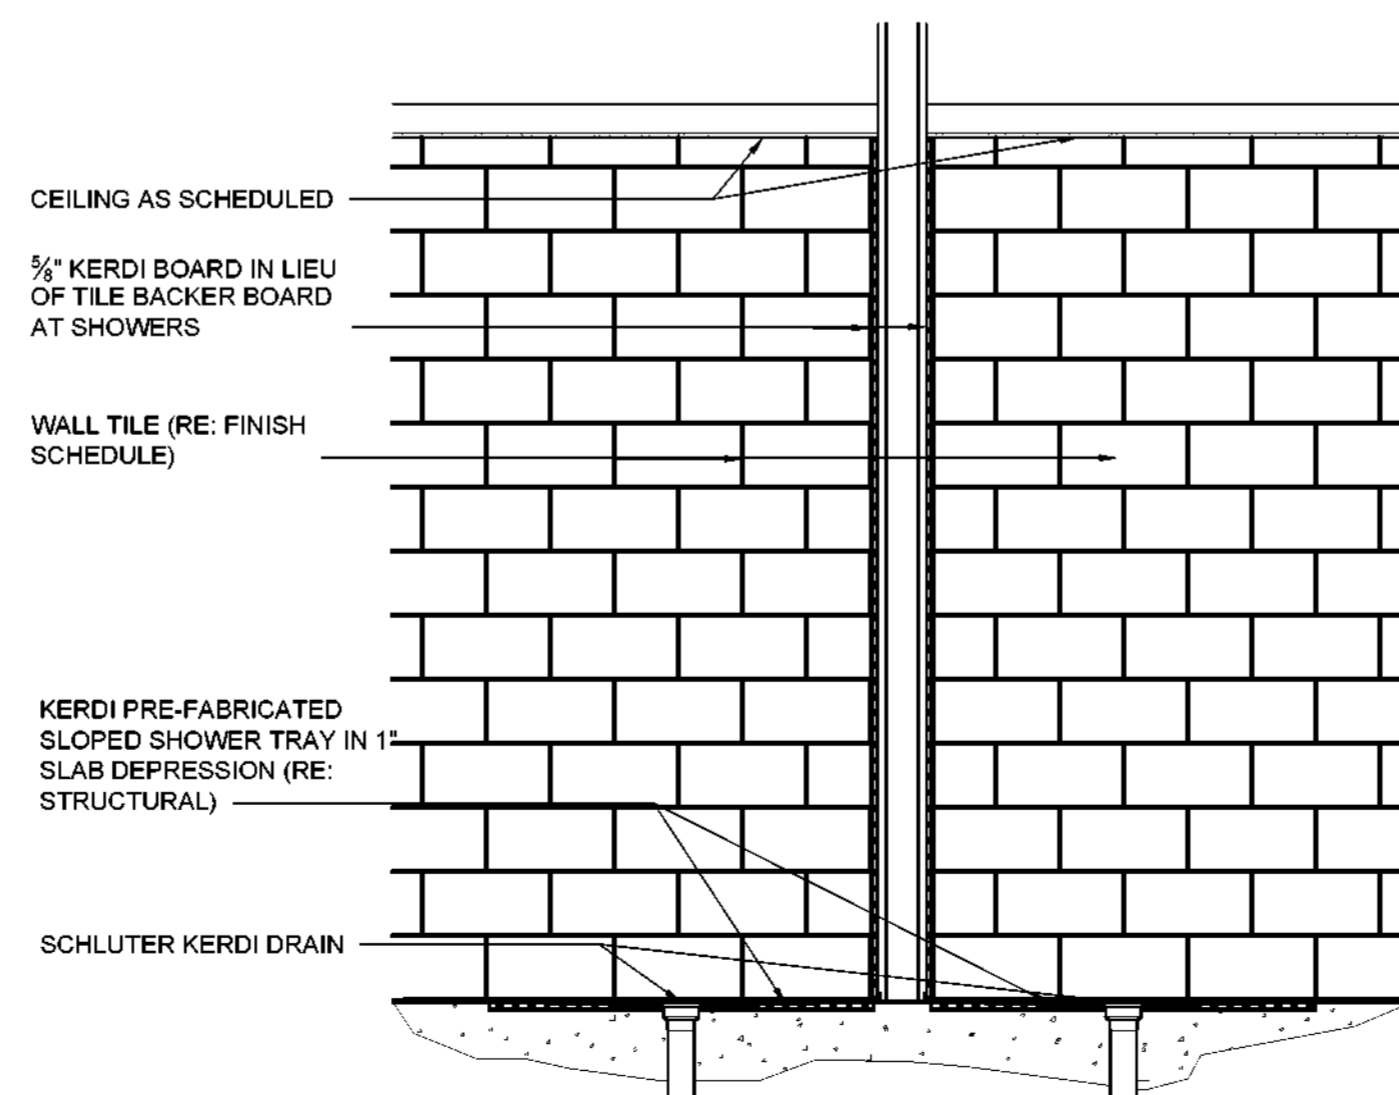 CEILING AS SCHEDULED
⅝" KERDI BOARD IN LIEU
OF TILE BACKER BOARD
AT SHOWERS
WALL TILE (RE: FINISH
SCHEDULE)
KERDI PRE-FABRICATED
SLOPED SHOWER TRAY IN 1"
SLAB DEPRESSION (RE:
STRUCTURAL)
SCHLUTER KERDI DRAIN